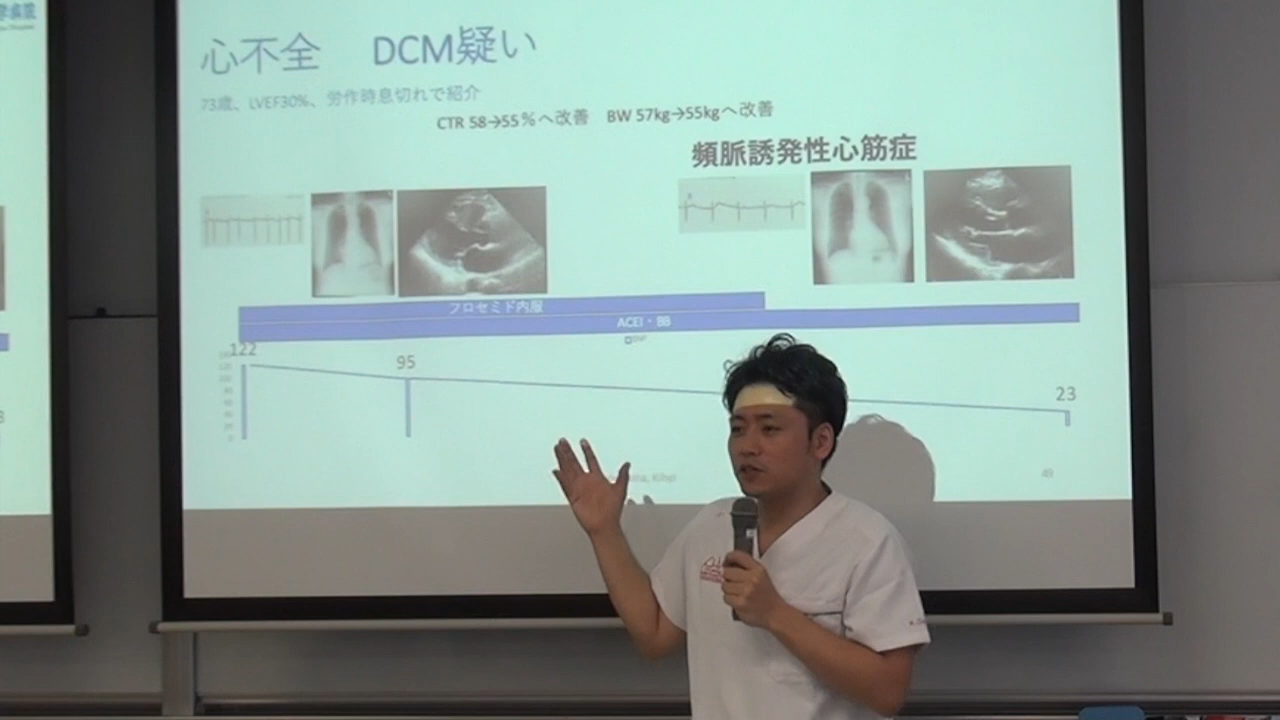 心不全　DCM疑い
73歳、LVEF30%、労作時息切れで紹介
CTR 58→55％へ改善　BW 57kg→55kgへ改善
頻脈誘発性心筋症
フロセミド内服
ACEI・BB
122
95
23
49